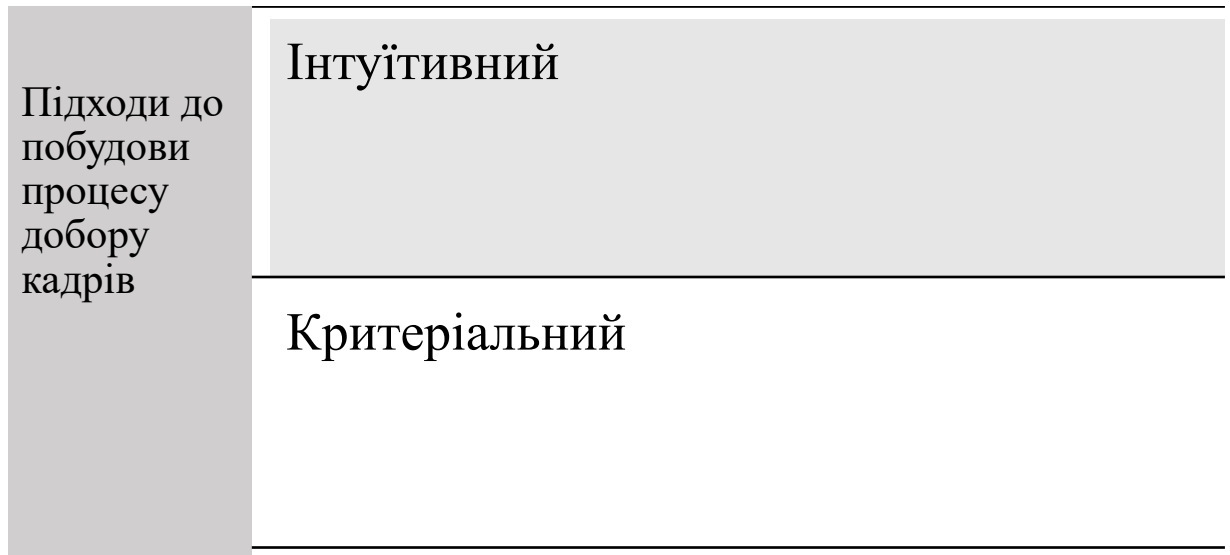 Підходи до
побудови
процесу
добору
кадрів
Інтуїтивний
Критеріальний